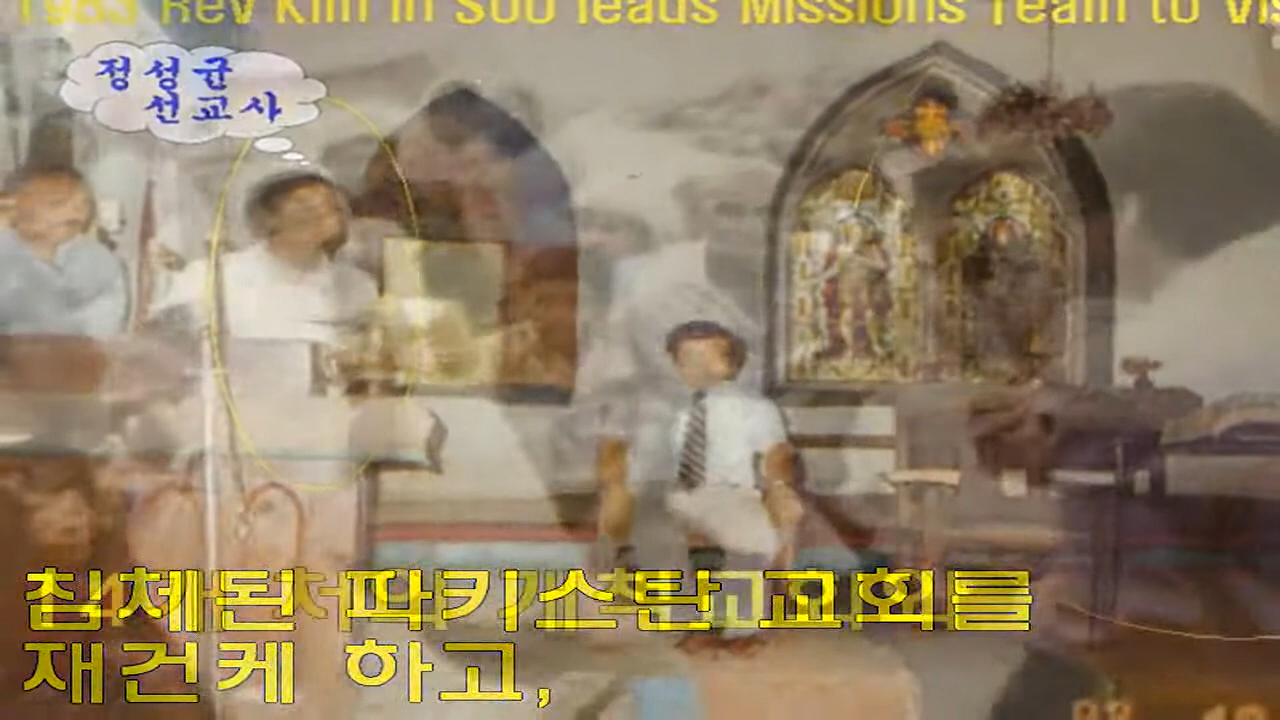 1983 Rev Kim In Soo leads Missions Team to Vis
정성균
선교사
침체된 파키스탄 교회를
재건케 하고,